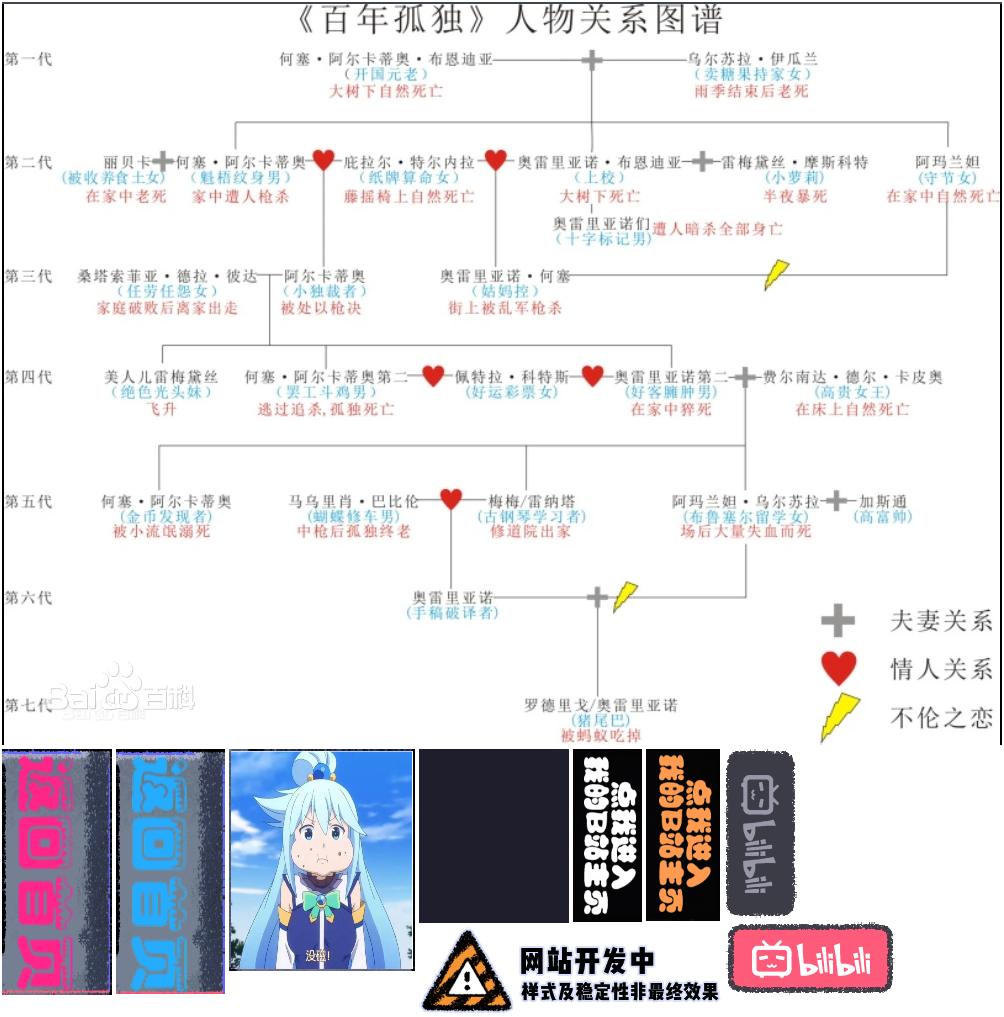 《百年孤独》人物关系图谱
第一代
何塞·阿尔卡蒂奥·布恩迪亚
(开国元老)
大树下自然死亡
乌尔苏拉·伊瓜兰
(卖糖果持家女)
雨季结束后老死
第二代
丽贝卡
(被收养食土女)
在家中老死
何塞·阿尔卡蒂奥
(魁梧纹身男)
家中遭人枪杀
庇拉尔·特尔内拉
(纸牌算命女)
藤摇椅上自然死亡
奥雷里亚诺·布恩迪亚
(上校)
大树下死亡
雷梅黛丝·摩斯科特
(小萝莉)
半夜暴死
阿玛兰妲
(守节女)
在家中自然死亡
奥雷里亚诺们
(十字标记男)
遭人暗杀全部身亡
第三代
桑塔索菲亚·德拉·彼达
(任劳任怨女)
家庭破败后离家出走
阿尔卡蒂奥
(小独裁者)
被处以枪决
奥雷里亚诺·何塞
(姑妈控)
街上被乱军枪杀
第四代
美人儿雷梅黛丝
(绝色光头妹)
飞升
何塞·阿尔卡蒂奥第二
(罢工斗鸡男)
逃过追杀,孤独死亡
佩特拉·科特斯
(好运彩票女)
奥雷里亚诺第二
(好客臃肿男)
在家中猝死
费尔南达·德尔·卡皮奥
(高贵女王)
在床上自然死亡
第五代
何塞·阿尔卡蒂奥
(金币发现者)
被小流氓溺死
马乌里肖·巴比伦
(蝴蝶修车男)
中枪后孤独终老
梅梅/雷纳塔
(古钢琴学习者)
修道院出家
阿玛兰妲·乌尔苏拉
(布鲁塞尔留学女)
场后大量失血而死
加斯通
(高富帅)
第六代
奥雷里亚诺
(手稿破译者)
夫妻关系
情人关系
不伦之恋
第七代
罗德里戈/奥雷里亚诺
(猪尾巴)
被蚂蚁吃掉
Baidu百科
返回首页
返回首页
没磕!
点我进入
我的B站主页
点我进入
我的B站主页
bilibili
bilibili
网站开发中
样式及稳定性非最终效果